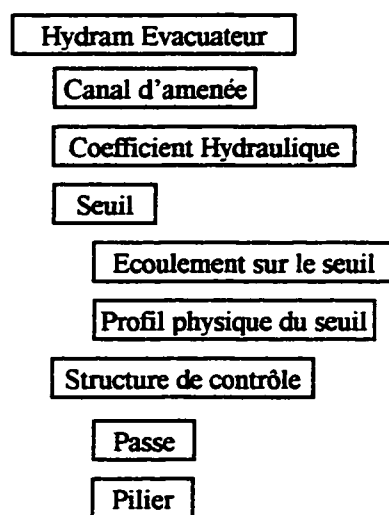 Hydram Evacuateur
Canal d'amenée
Coefficient Hydraulique
Seuil
Ecoulement sur le seuil
Profil physique du seuil
Structure de contrôle
Passe
Pilier